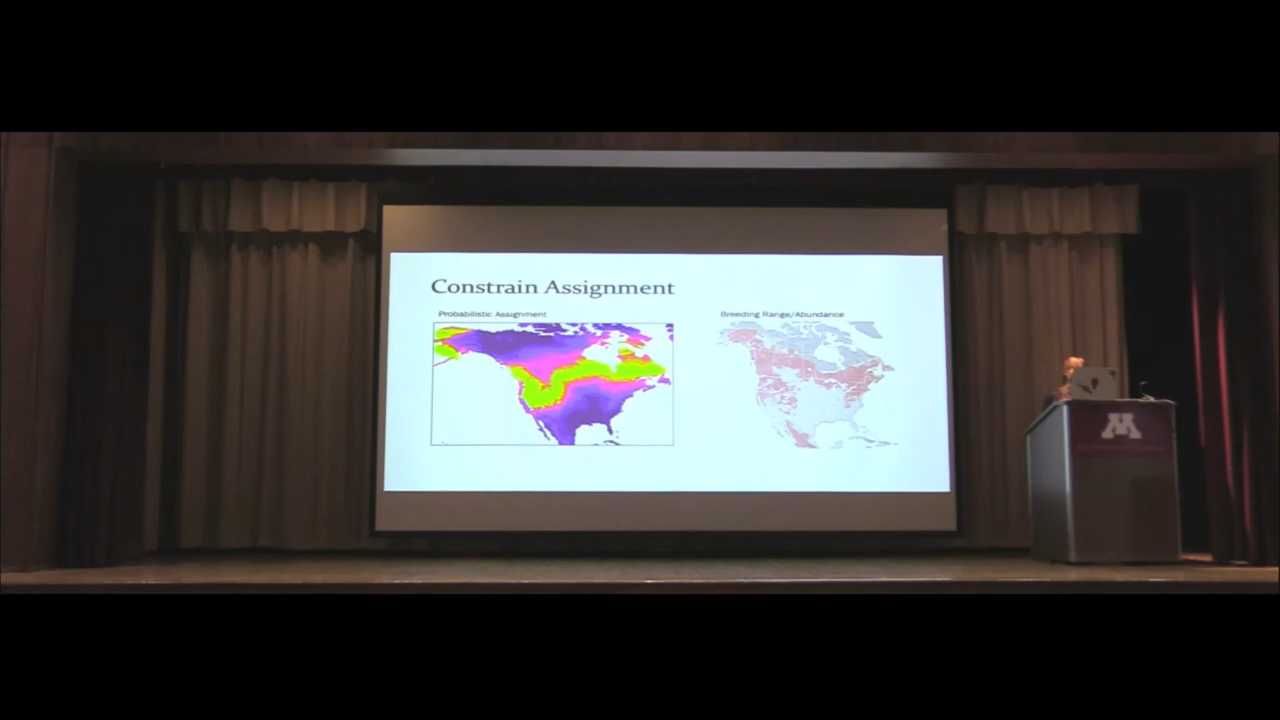 Constrain Assignment
Probabilistic Assignment
Breeding Range/Abundance
M